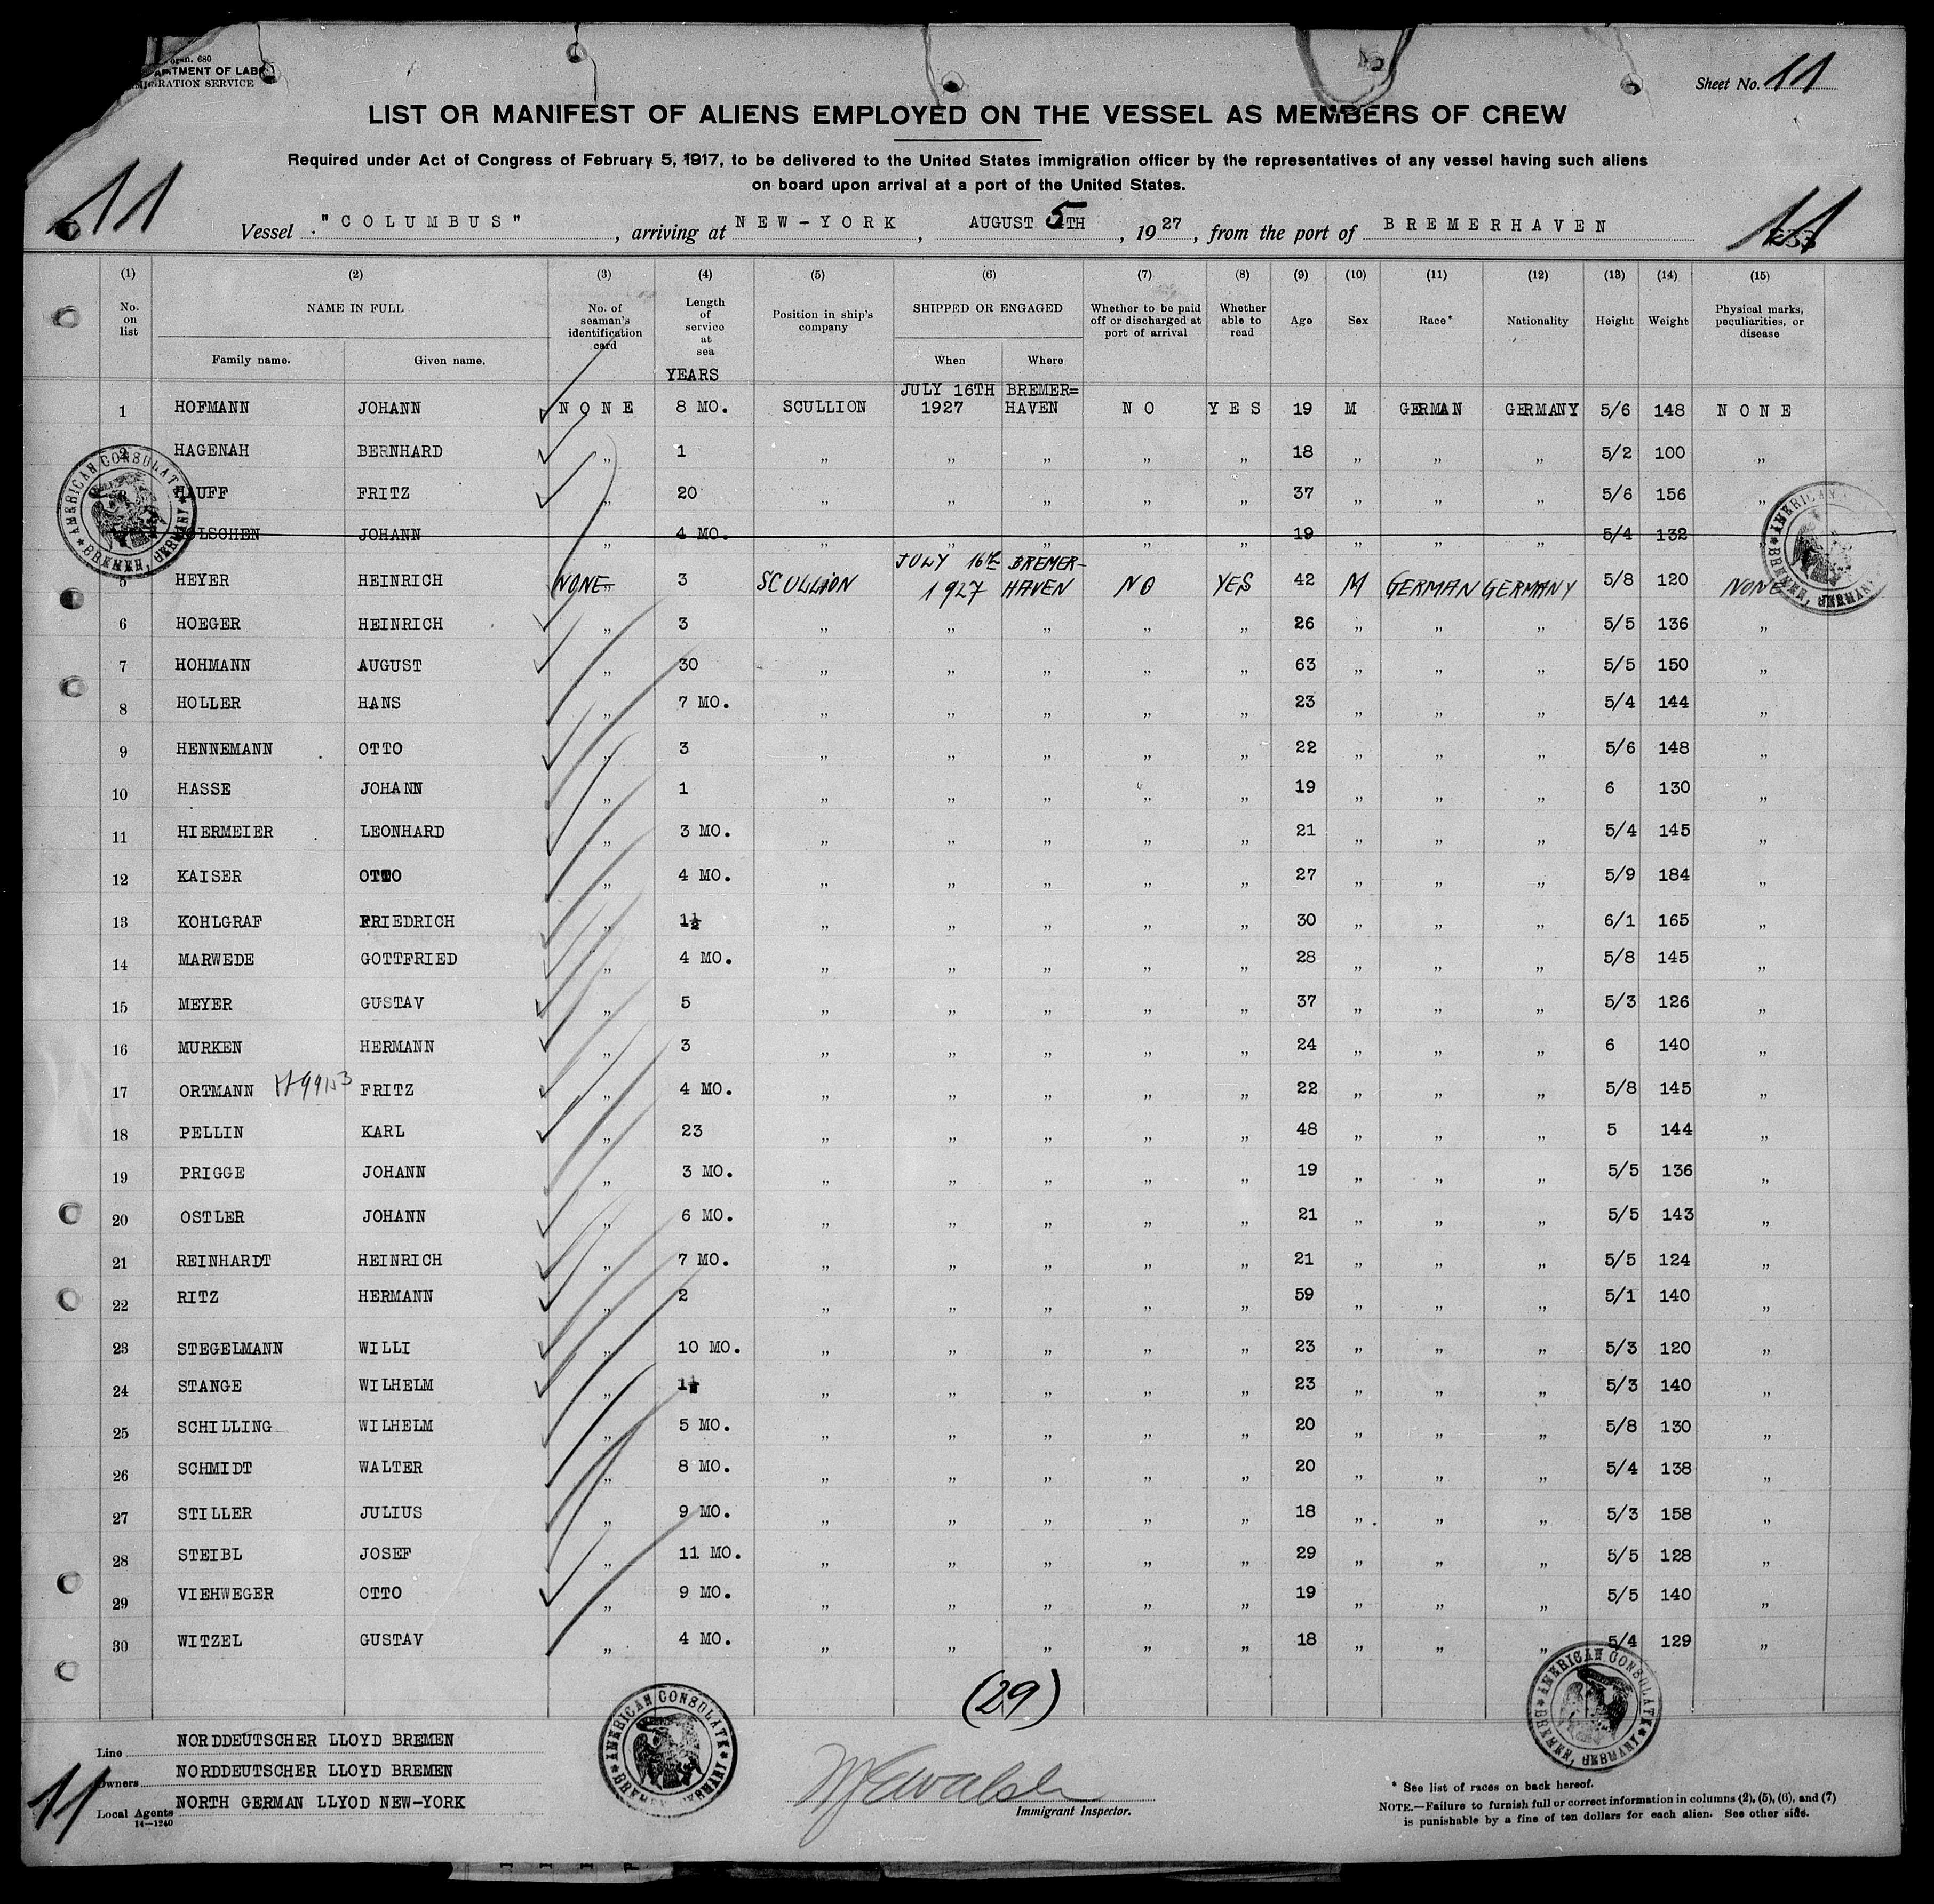 Sheet No. 11
LIST OR MANIFEST OF ALIENS EMPLOYED ON THE VESSEL AS MEMBERS OF CREW
Required under Act of Congress of February 5, 1917, to be delivered to the United States immigration officer by the representatives of any vessel having such aliens
on board upon arrival at a port of the United States.
11 11
Vessel "COLUMBUS", arriving at NEW-YORK, AUGUST 5TH, 1927, from the port of BREMERHAVEN
(1) (2) (3) (4) (5) (6) (7) (8) (9) (10) (11) (12) (13) (14) (15)
No. on list NAME IN FULL Family name. Given name. No. of seaman's identification card Length of service at sea Position in ship's company SHIPPED OR ENGAGED When Where Whether to be paid off or discharged at port of arrival Whether able to read Age Sex Race* Nationality Height Weight Physical marks, peculiarities, or disease
YEARS
1 HOFMANN JOHANN NONE 8 MO. SCULLION JULY 16TH 1927 BREMER=HAVEN NO YES 19 M GERMAN GERMANY 5/6 148 NONE
HAGENAH BERNHARD " 1 " " " " " 18 " " " 5/2 100 "
HAUFF FRITZ " 20 " " " " " 37 " " " 5/6 156 "
JOHANN " 4 MO. " " " " " 19 " " " 5/4 132
5 HEYER HEINRICH NONE 3 SCULLION JULY 16th 1927 BREMER-HAVEN NO YES 42 M GERMAN GERMANY 5/8 120 NONE
6 HOEGER HEINRICH " 3 " " " " " 26 " " " 5/5 136 "
7 HOHMANN AUGUST " 30 " " " " " 63 " " " 5/5 150 "
8 HOLLER HANS " 7 MO. " " " " " 23 " " " 5/4 144 "
9 HENNEMANN OTTO " 3 " " " " " 22 " " " 5/6 148 "
10 HASSE JOHANN " 1 " " " " " 19 " " " 6 130 "
11 HIERMEIER LEONHARD " 3 MO. " " " " " 21 " " " 5/4 145 "
12 KAISER OTTO " 4 MO. " " " " " 27 " " " 5/9 184 "
13 KOHLGRAF FRIEDRICH " 1½ " " " " " 30 " " " 6/1 165 "
14 MARWEDE GOTTFRIED " 4 MO. " " " " " 28 " " " 5/8 145 "
15 MEYER GUSTAV " 5 " " " " " 37 " " " 5/3 126 "
16 MURKEN HERMANN " 3 " " " " " 24 " " " 6 140 "
17 ORTMANN FRITZ " 4 MO. " " " " " 22 " " " 5/8 145 "
18 PELLIN KARL " 23 " " " " " 48 " " " 5 144 "
19 PRIGGE JOHANN " 3 MO. " " " " " 19 " " " 5/5 136 "
20 OSTLER JOHANN " 6 MO. " " " " " 21 " " " 5/5 143 "
21 REINHARDT HEINRICH " 7 MO. " " " " " 21 " " " 5/5 124 "
22 RITZ HERMANN " 2 " " " " " 59 " " " 5/1 140 "
23 STEGELMANN WILLI " 10 MO. " " " " " 23 " " " 5/3 120 "
24 STANGE WILHELM " 1½ " " " " " 23 " " " 5/3 140 "
25 SCHILLING WILHELM " 5 MO. " " " " " 20 " " " 5/8 130 "
26 SCHMIDT WALTER " 8 MO. " " " " " 20 " " " 5/4 138 "
27 STILLER JULIUS " 9 MO. " " " " " 18 " " " 5/3 158 "
28 STEIBL JOSEF " 11 MO. " " " " " 29 " " " 5/5 128 "
29 VIEHWEGER OTTO " 9 MO. " " " " " 19 " " " 5/5 140 "
30 WITZEL GUSTAV " 4 MO. " " " " " 18 " " " 5/4 129 "
(29)
AMERICAN CONSULATE BREMEN, GERMANY
Line NORDDEUTSCHER LLOYD BREMEN
Owners NORDDEUTSCHER LLOYD BREMEN
Local Agents NORTH GERMAN LLYOD NEW-YORK
14—1240
11
Immigrant Inspector.
* See list of races on back hereof.
NOTE.—Failure to furnish full or correct information in columns (2), (5), (6), and (7)
is punishable by a fine of ten dollars for each alien. See other side.